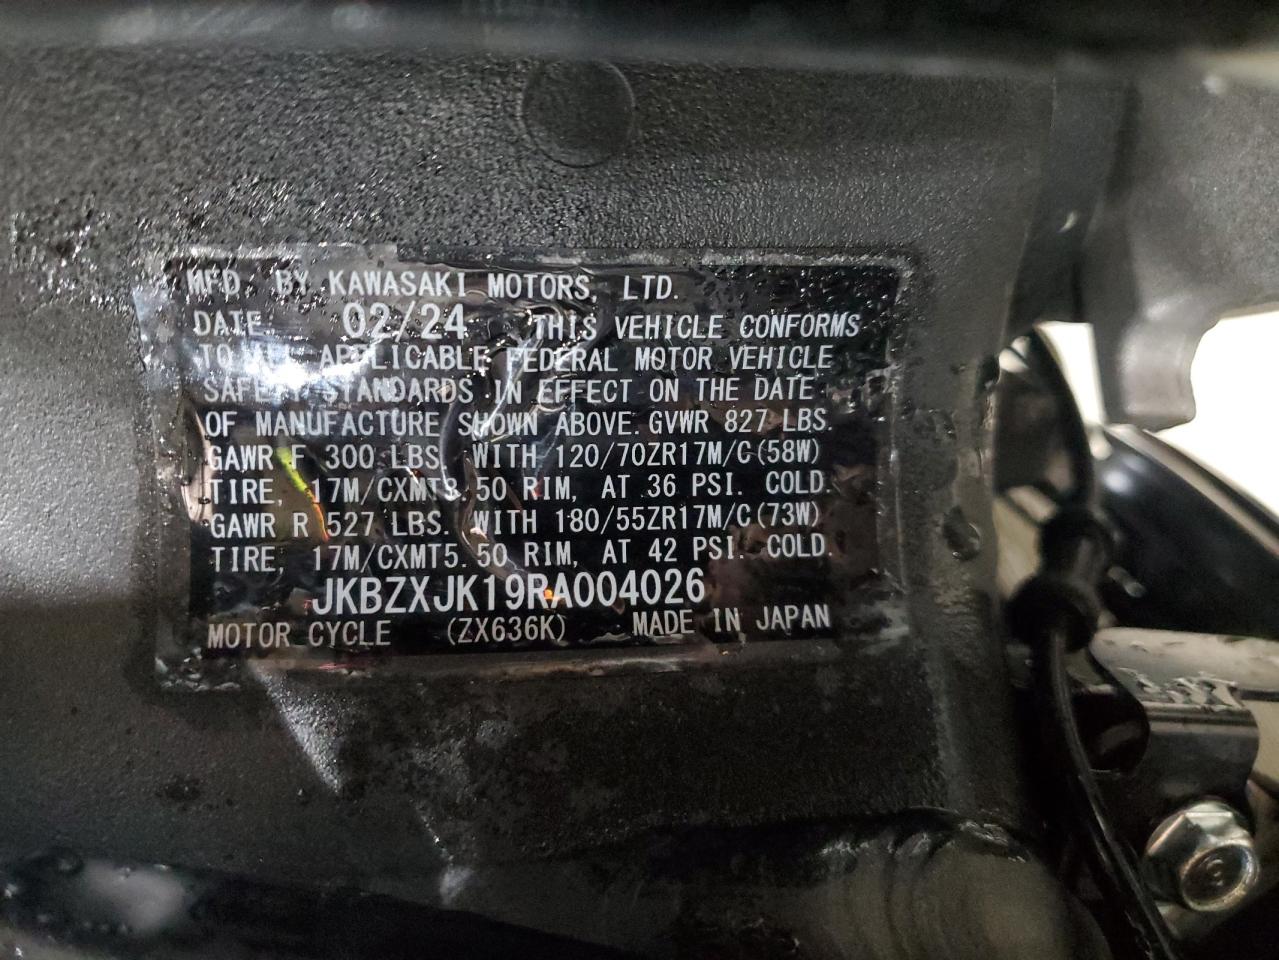 MFD. BY KAWASAKI MOTORS, LTD.
DATE 02/24 THIS VEHICLE CONFORMS
TO ALL APPLICABLE FEDERAL MOTOR VEHICLE
SAFETY STANDARDS IN EFFECT ON THE DATE
OF MANUFACTURE SHOWN ABOVE. GVWR 827 LBS.
GAWR F 300 LBS. WITH 120/70ZR17M/C(58W)
TIRE, 17M/CXMT3.50 RIM, AT 36 PSI. COLD.
GAWR R 527 LBS. WITH 180/55ZR17M/C(73W)
TIRE, 17M/CXMT5.50 RIM, AT 42 PSI. COLD.
JKBZXJK19RA004026
MOTOR CYCLE (ZX636K) MADE IN JAPAN